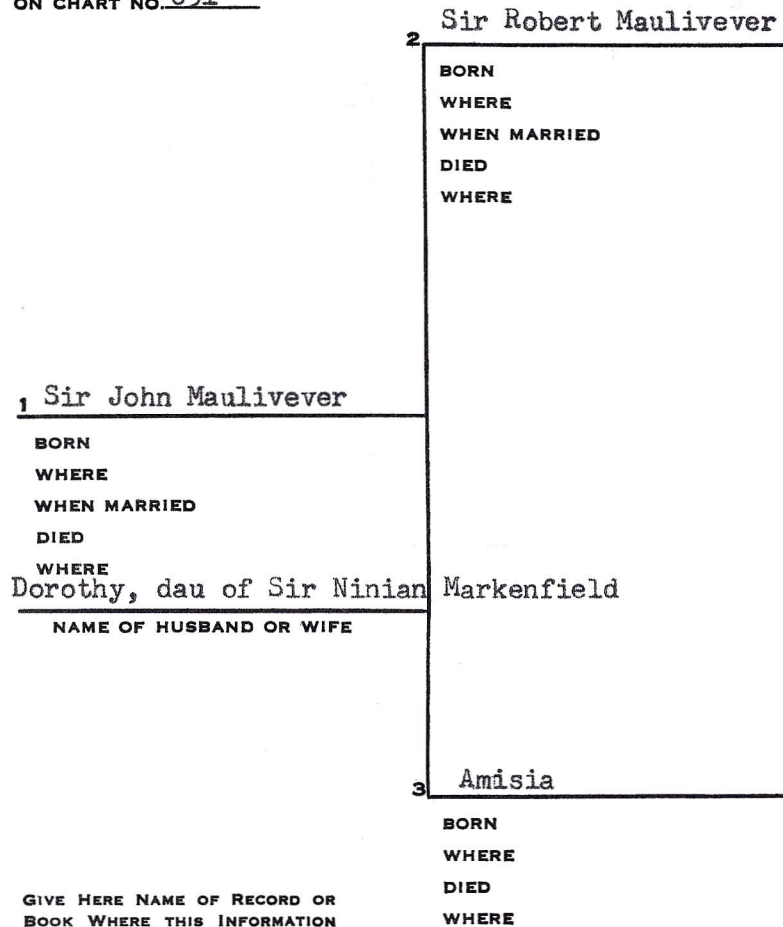 ON CHART NO.
2 Sir Robert Maulivever
BORN
WHERE
WHEN MARRIED
DIED
WHERE
1 Sir John Maulivever
BORN
WHERE
WHEN MARRIED
DIED
WHERE
Dorothy, dau of Sir Ninian Markenfield
NAME OF HUSBAND OR WIFE
3 Amisia
BORN
WHERE
DIED
WHERE
GIVE HERE NAME OF RECORD OR
BOOK WHERE THIS INFORMATION